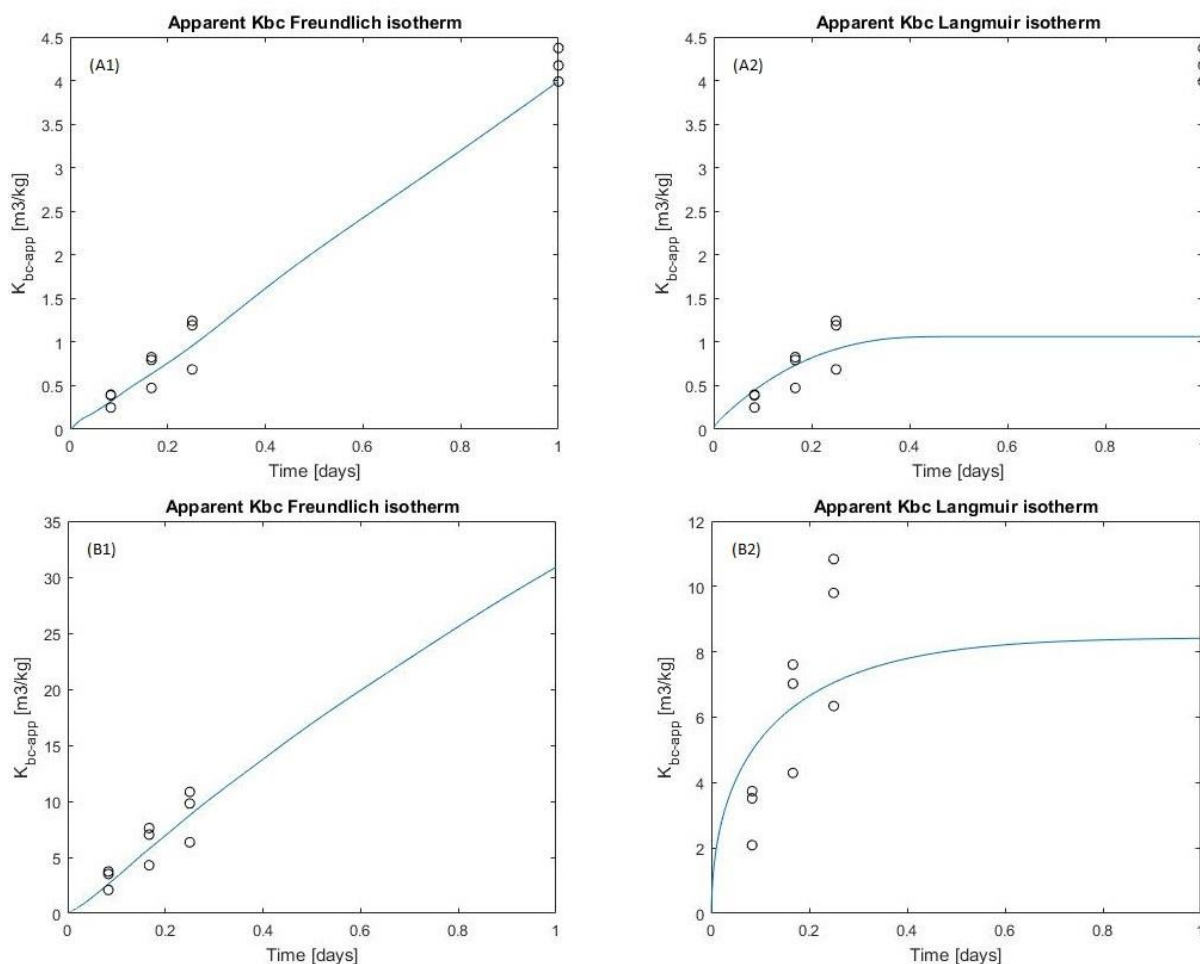 Apparent Kbc Freundlich isotherm
(A1)
4.5
4
3.5
3
2.5
2
1.5
1
0.5
0
K_bc-app [m3/kg]
0 0.2 0.4 0.6 0.8 1
Time [days]
Apparent Kbc Langmuir isotherm
(A2)
4.5
4
3.5
3
2.5
2
1.5
1
0.5
0
K_bc-app [m3/kg]
0 0.2 0.4 0.6 0.8 1
Time [days]
Apparent Kbc Freundlich isotherm
(B1)
35
30
25
20
15
10
5
0
K_bc-app [m3/kg]
0 0.2 0.4 0.6 0.8 1
Time [days]
Apparent Kbc Langmuir isotherm
(B2)
12
10
8
6
4
2
0
K_bc-app [m3/kg]
0 0.2 0.4 0.6 0.8 1
Time [days]